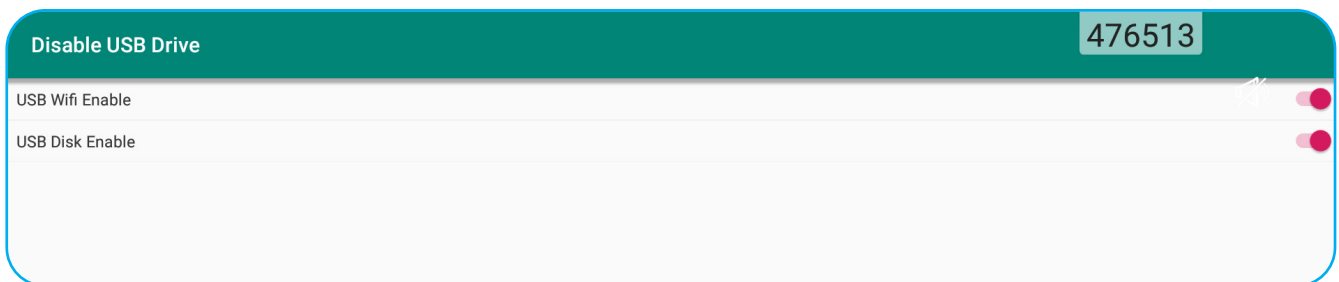 Disable USB Drive
476513
USB Wifi Enable
USB Disk Enable